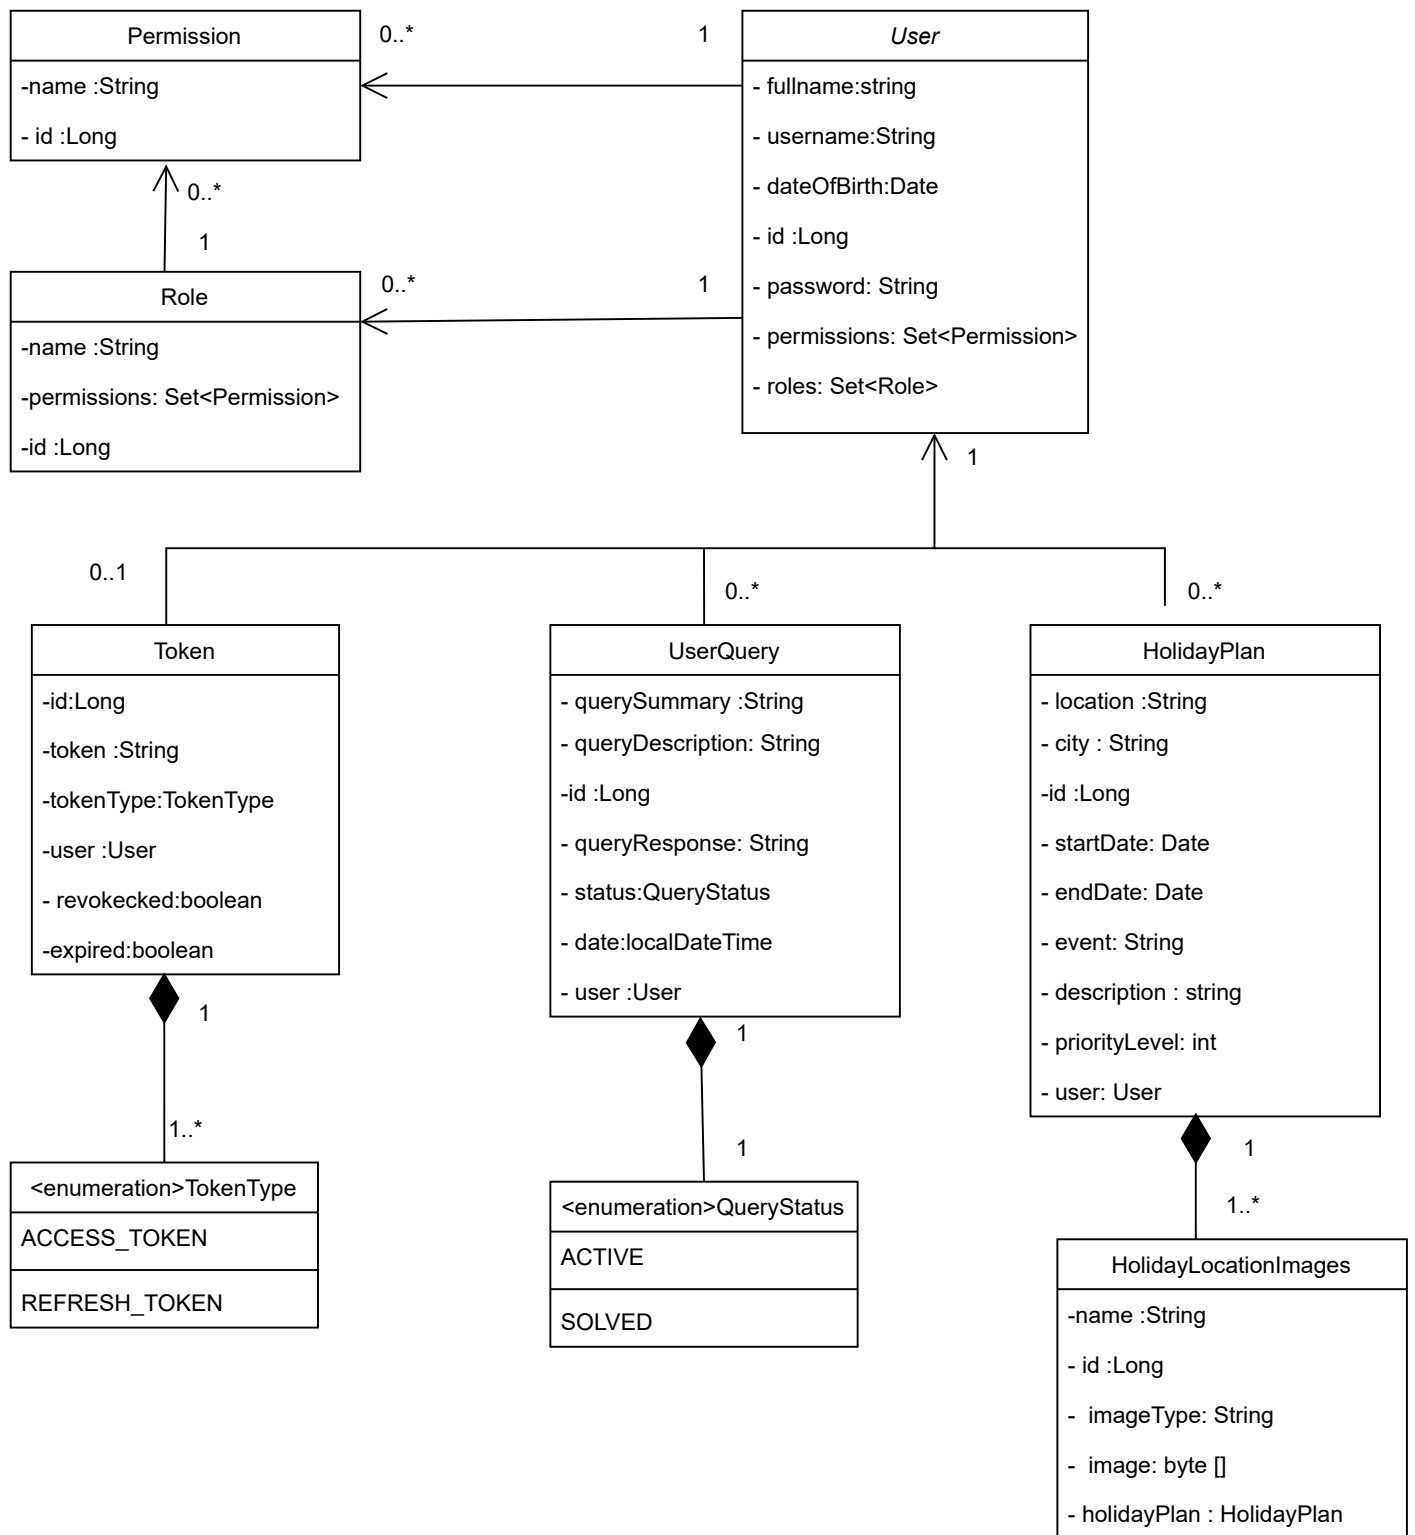 Permission
-name :String
- id :Long
0..*
1
User
- fullname:string
- username:String
- dateOfBirth:Date
- id :Long
- password: String
- permissions: Set<Permission>
- roles: Set<Role>
0..*
1
Role
-name :String
-permissions: Set<Permission>
-id :Long
0..*
1
1
0..1
0..*
0..*
Token
-id:Long
-token :String
-tokenType:TokenType
-user :User
- revokecked:boolean
-expired:boolean
1
1..*
<enumeration>TokenType
ACCESS_TOKEN
REFRESH_TOKEN
UserQuery
- querySummary :String
- queryDescription: String
-id :Long
- queryResponse: String
- status:QueryStatus
- date:localDateTime
- user :User
1
1
<enumeration>QueryStatus
ACTIVE
SOLVED
HolidayPlan
- location :String
- city : String
-id :Long
- startDate: Date
- endDate: Date
- event: String
- description : string
- priorityLevel: int
- user: User
1
1..*
HolidayLocationImages
-name :String
- id :Long
- imageType: String
- image: byte []
- holidayPlan : HolidayPlan